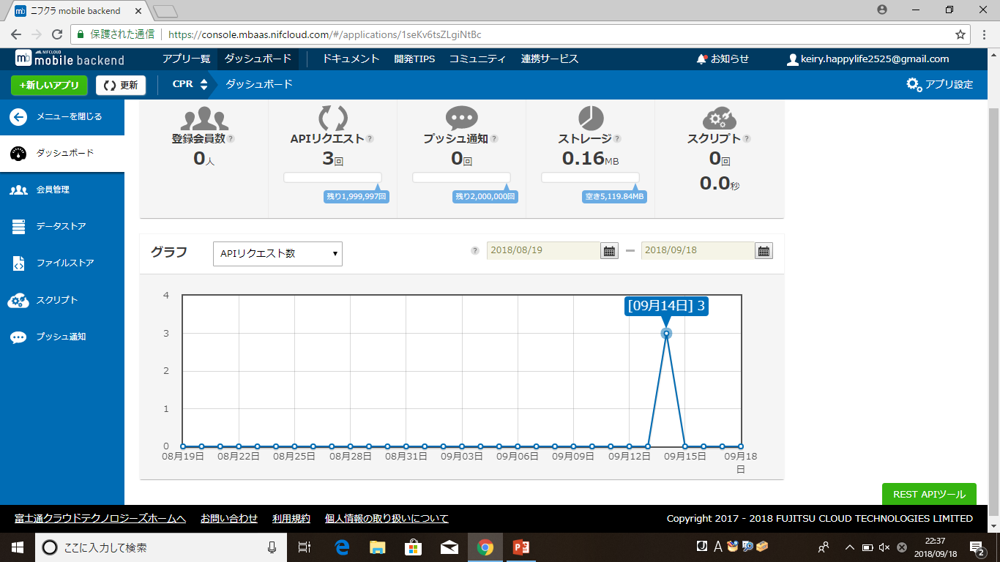 ニフクラ mobile backend
保護された通信 https://console.mbaas.nifcloud.com/#/applications/1seKv6tsZLgiNtBc
mb NIFCLOUD mobile backend アプリ一覧 ダッシュボード ドキュメント 開発TIPS コミュニティ 連携サービス お知らせ keiry.happylife2525@gmail.com
+新しいアプリ 更新 CPR ダッシュボード アプリ設定
メニューを閉じる
ダッシュボード
会員管理
データストア
ファイルストア
スクリプト
プッシュ通知
登録会員数 ? APIリクエスト ? プッシュ通知 ? ストレージ ? スクリプト ?
0人 3回 0回 0.16MB 0回
0.0秒
残り1,999,997回 残り2,000,000回 空き5,119.84MB
グラフ APIリクエスト数 ? 2018/08/19 2018/09/18
[09月14日] 3
4
3
2
1
0
08月19日 08月22日 08月25日 08月28日 08月31日 09月03日 09月06日 09月09日 09月12日 09月15日 09月18日
REST APIツール
富士通クラウドテクノロジーズホームへ お問い合わせ 利用規約 個人情報の取り扱いについて Copyright 2017 - 2018 FUJITSU CLOUD TECHNOLOGIES LIMITED
ここに入力して検索 A 22:37
2018/09/18 2